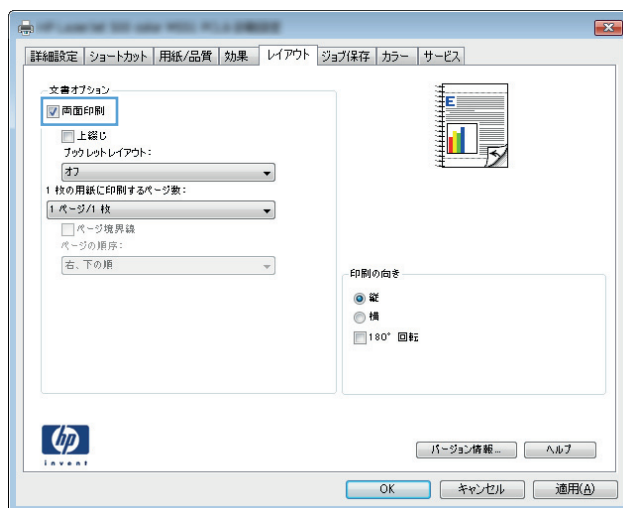 詳細設定 ショートカット 用紙/品質 効果 レイアウト ジョブ保存 カラー サービス
文書オプション
両面印刷
上綴じ
ブックレットレイアウト:
オフ
1 枚の用紙に印刷するページ数:
1 ページ/1 枚
ページ境界線
ページの順序:
右、下の順
E
印刷の向き
縦
横
180° 回転
hp
invent
バージョン情報... ヘルプ
OK キャンセル 適用(A)